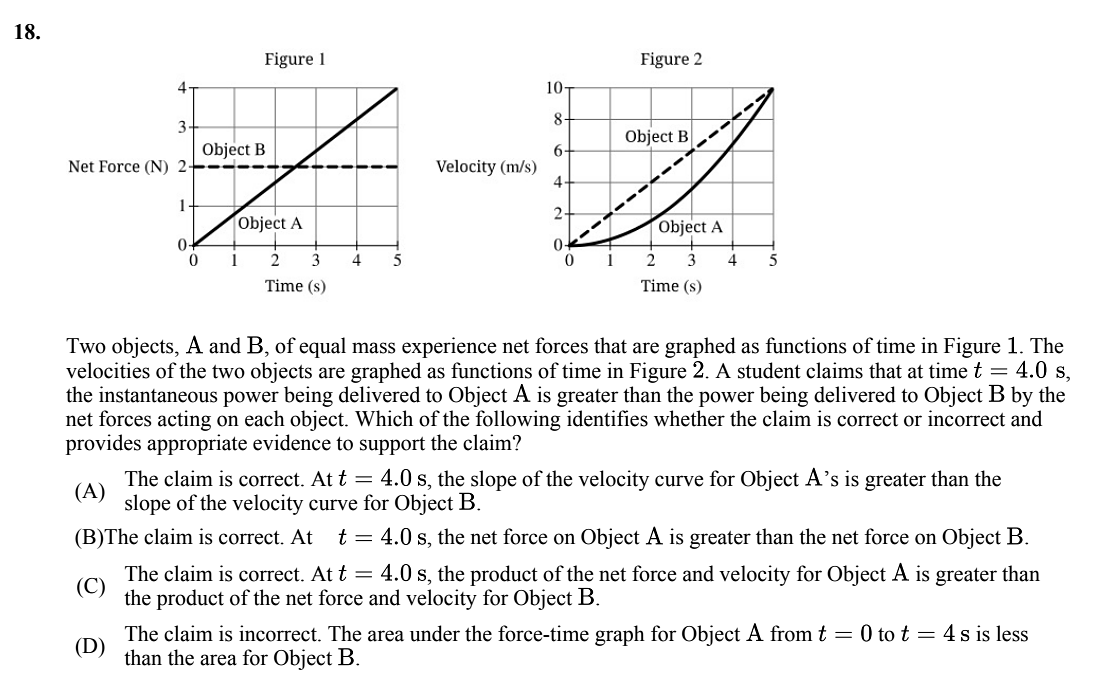 18.
Figure 1
4
3
Object B
Net Force (N) 2
1
Object A
0
0 1 2 3 4 5
Time (s)
Figure 2
10
8
Object B
6
Velocity (m/s)
4
2
Object A
0
0 1 2 3 4 5
Time (s)
Two objects, A and B, of equal mass experience net forces that are graphed as functions of time in Figure 1. The
velocities of the two objects are graphed as functions of time in Figure 2. A student claims that at time t = 4.0 s,
the instantaneous power being delivered to Object A is greater than the power being delivered to Object B by the
net forces acting on each object. Which of the following identifies whether the claim is correct or incorrect and
provides appropriate evidence to support the claim?
(A) The claim is correct. At t = 4.0 s, the slope of the velocity curve for Object A's is greater than the
slope of the velocity curve for Object B.
(B)The claim is correct. At t = 4.0 s, the net force on Object A is greater than the net force on Object B.
(C) The claim is correct. At t = 4.0 s, the product of the net force and velocity for Object A is greater than
the product of the net force and velocity for Object B.
(D) The claim is incorrect. The area under the force-time graph for Object A from t = 0 to t = 4 s is less
than the area for Object B.